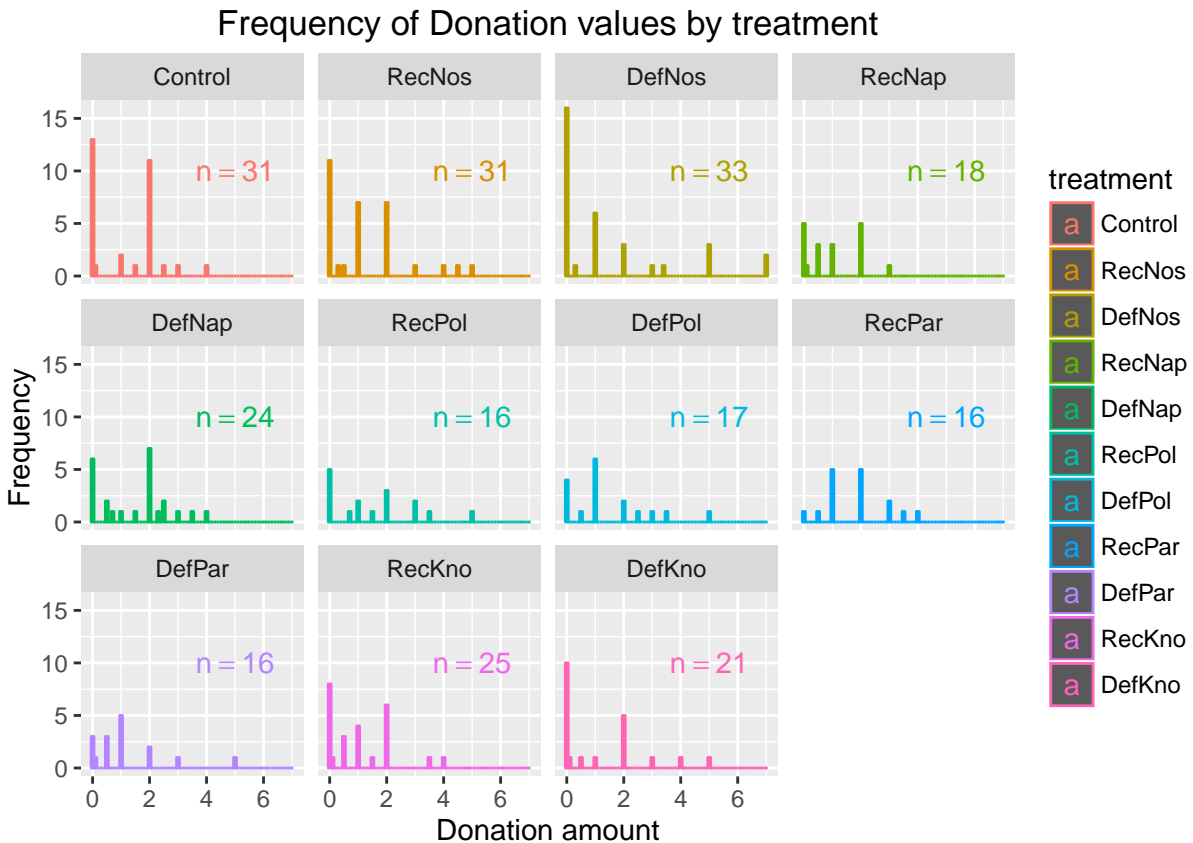 Frequency of Donation values by treatment
Control RecNos DefNos RecNap
15
10
5
0
n = 31 n = 31 n = 33 n = 18
DefNap RecPol DefPol RecPar
15
10
5
0
n = 24 n = 16 n = 17 n = 16
DefPar RecKno DefKno
15
10
5
0
n = 16 n = 25 n = 21
0 2 4 6 0 2 4 6 0 2 4 6
Donation amount
Frequency
treatment
a Control
a RecNos
a DefNos
a RecNap
a DefNap
a RecPol
a DefPol
a RecPar
a DefPar
a RecKno
a DefKno